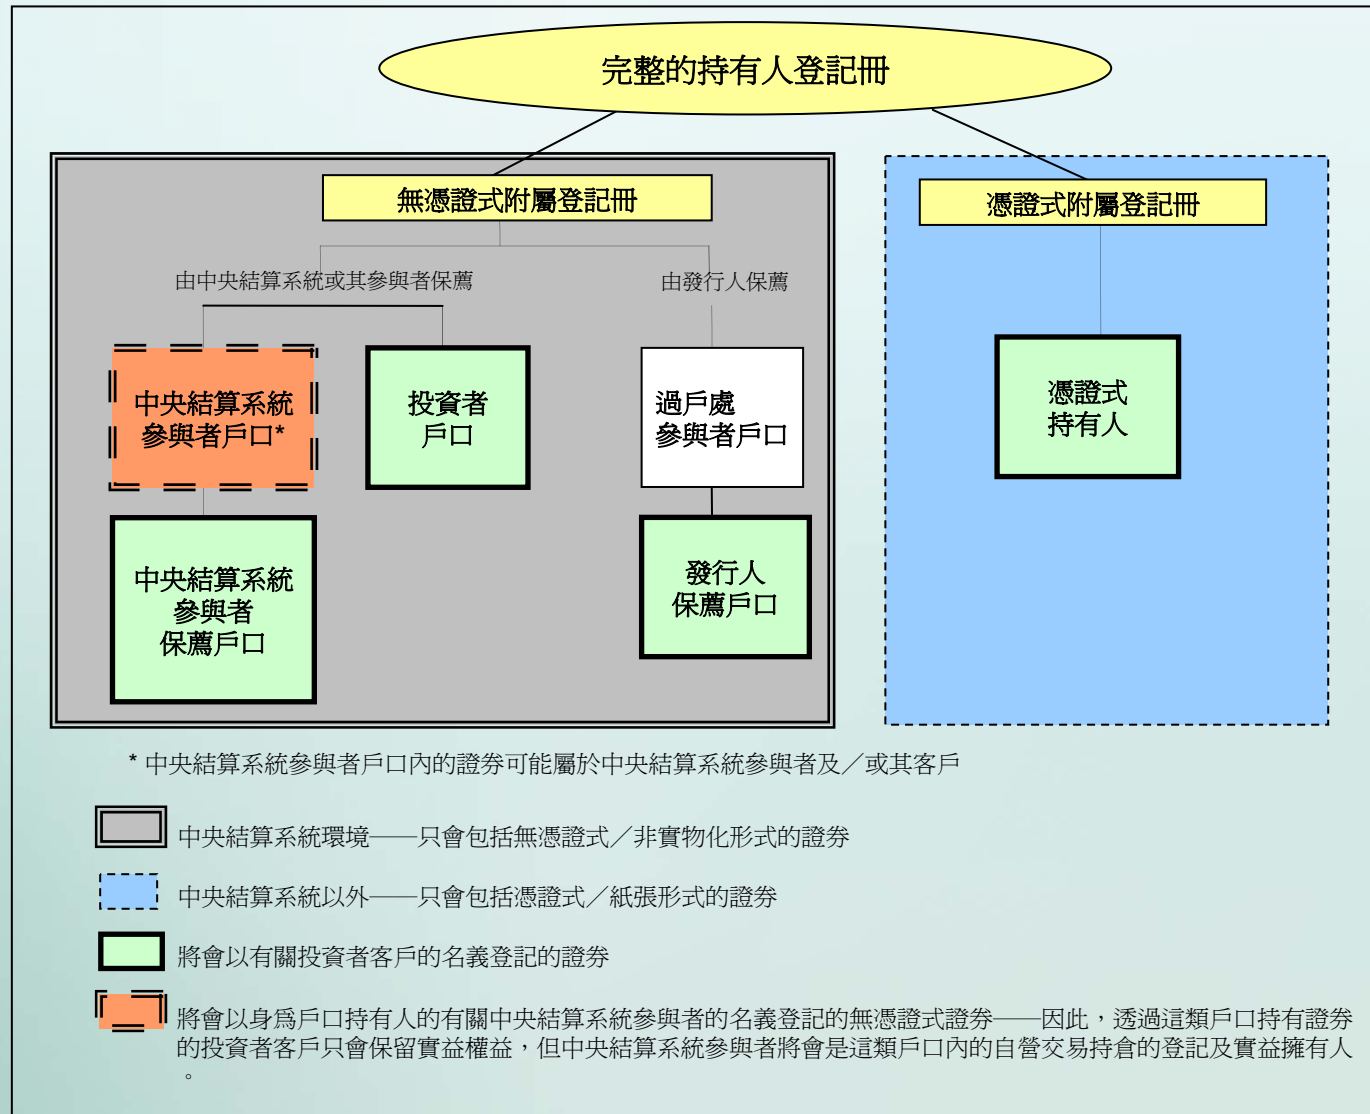 完整的持有人登記冊
無憑證式附屬登記冊
憑證式附屬登記冊
由中央結算系統或其參與者保薦
由發行人保薦
中央結算系統
參與者戶口*
投資者
戶口
過戶處
參與者戶口
憑證式
持有人
中央結算系統
參與者
保薦戶口
發行人
保薦戶口
* 中央結算系統參與者戶口內的證券可能屬於中央結算系統參與者及／或其客戶
中央結算系統環境——只會包括無憑證式／非實物化形式的證券
中央結算系統以外——只會包括憑證式／紙張形式的證券
將會以有關投資者客戶的名義登記的證券
將會以身爲戶口持有人的有關中央結算系統參與者的名義登記的無憑證式證券——因此，透過這類戶口持有證券
的投資者客戶只會保留實益權益，但中央結算系統參與者將會是這類戶口內的自營交易持倉的登記及實益擁有人
。